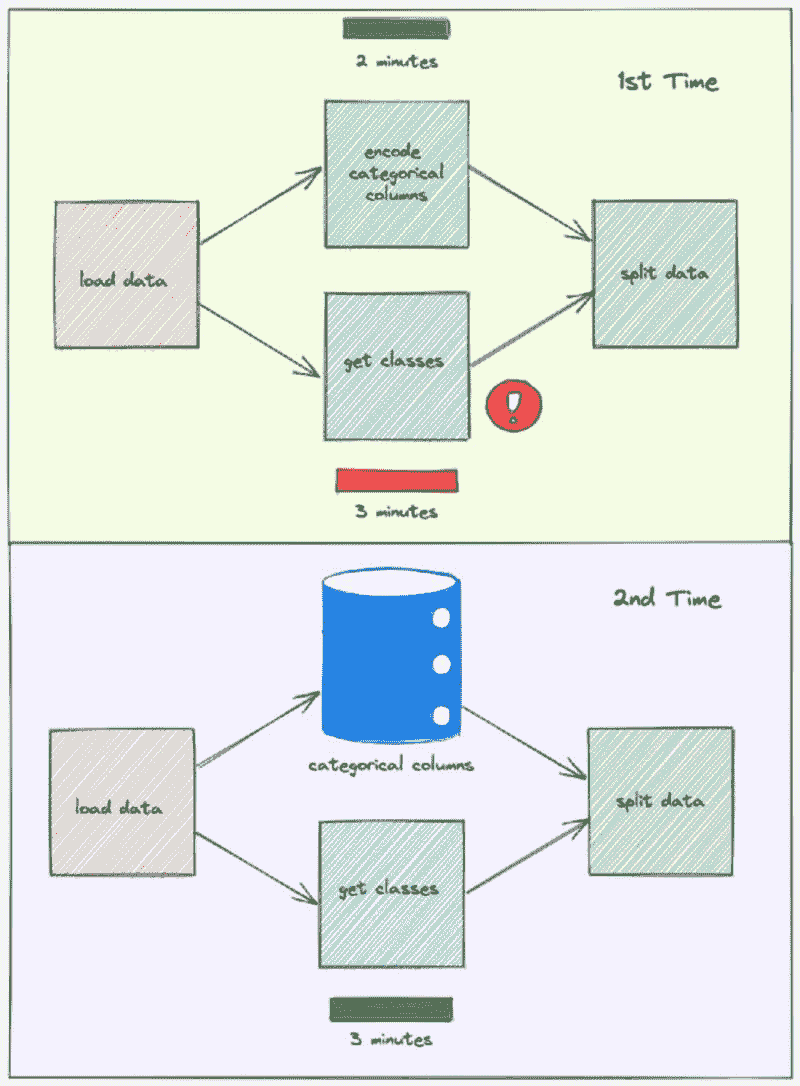 2 minutes
1st Time
encode
categorical
columns
load data
split data
get classes
!
3 minutes
2nd Time
categorical columns
load data
split data
get classes
3 minutes